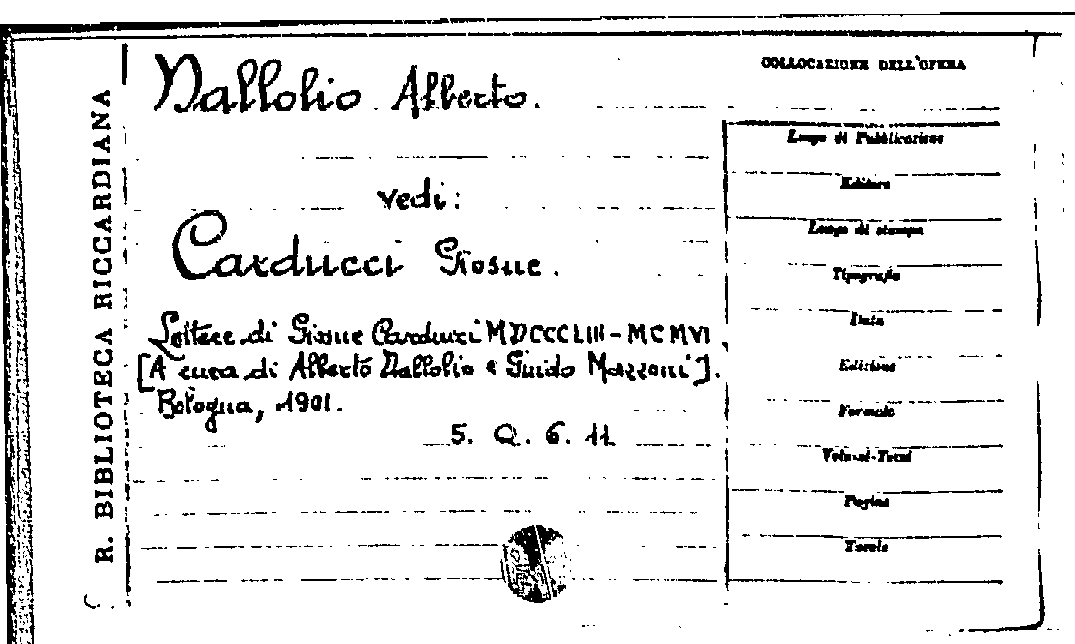 R. BIBLIOTECA RICCARDIANA
Dallolio Alberto.
vedi:
Carducci Giosue.
Lettere di Giosue Carducci MDCCCLIII - MCMVI.
[A cura di Alberto Dallolio e Guido Mazzoni].
Bologna, 1901.
5. Q. 6. 11
COLLOCAZIONE DELL'OPERA
Luogo di Pubblicazione
Editore
Luogo di stampa
Tipografia
Data
Edizione
Formato
Volumi-Tomi
Pagine
Tavole